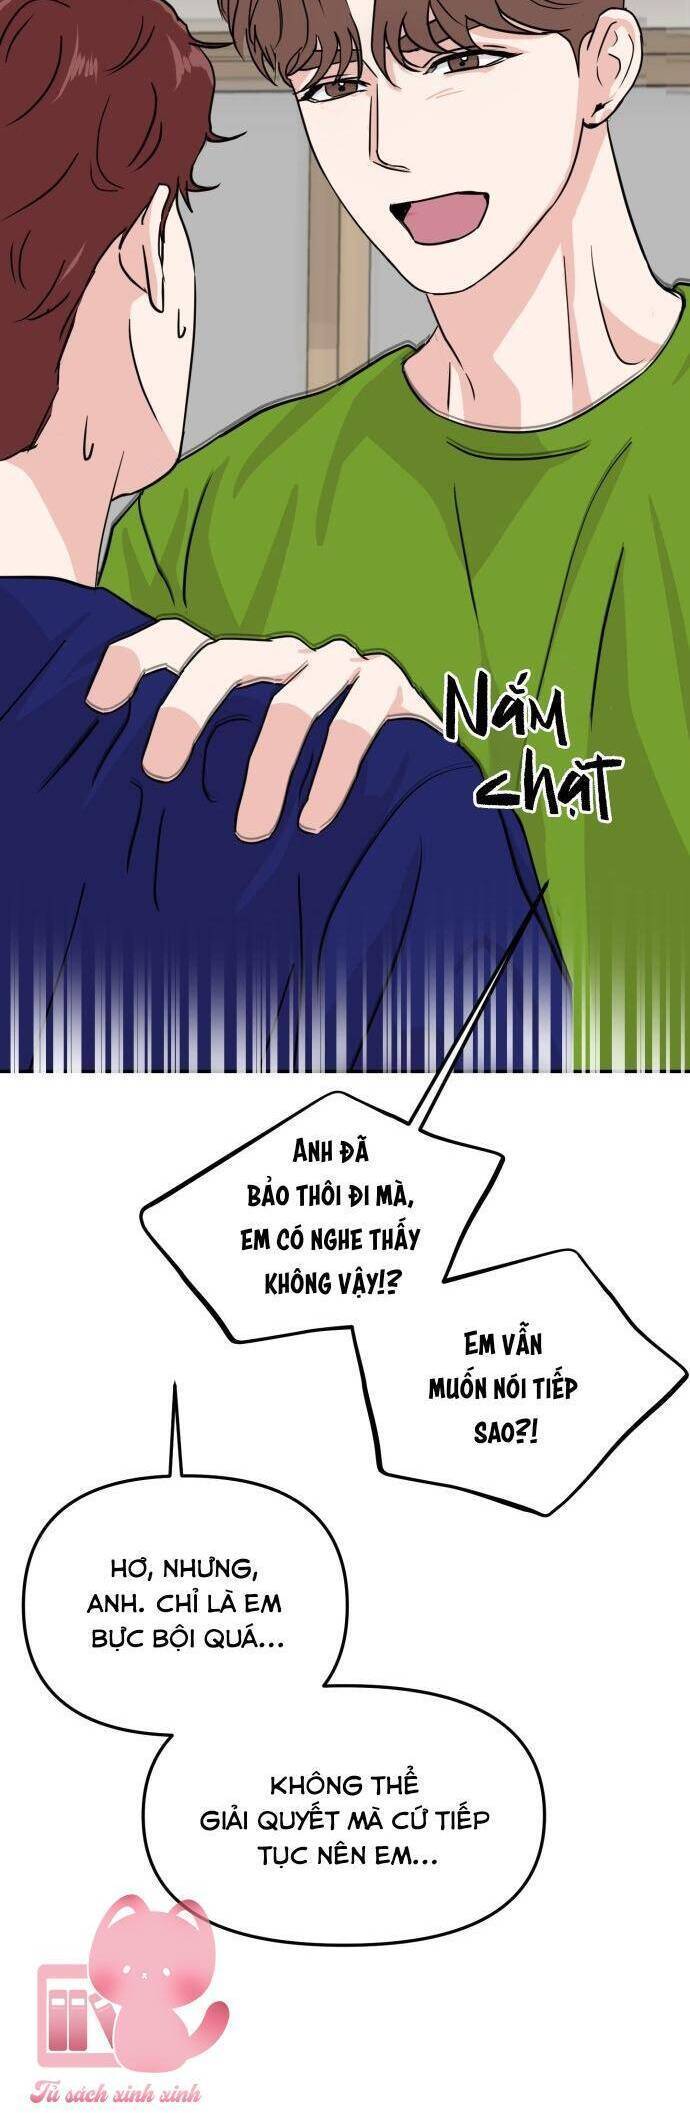 Nắm
chặt
ANH ĐÃ
BẢO THÔI ĐI MÀ,
EM CÓ NGHE THẤY
KHÔNG VẬY!?
EM VẪN
MUỐN NÓI TIẾP
SAO?!
HƠ, NHƯNG,
ANH. CHỈ LÀ EM
BỰC BỘI QUÁ...
KHÔNG THỂ
GIẢI QUYẾT MÀ CỨ TIẾP
TỤC NÊN EM...
Tủ sách xinh xinh